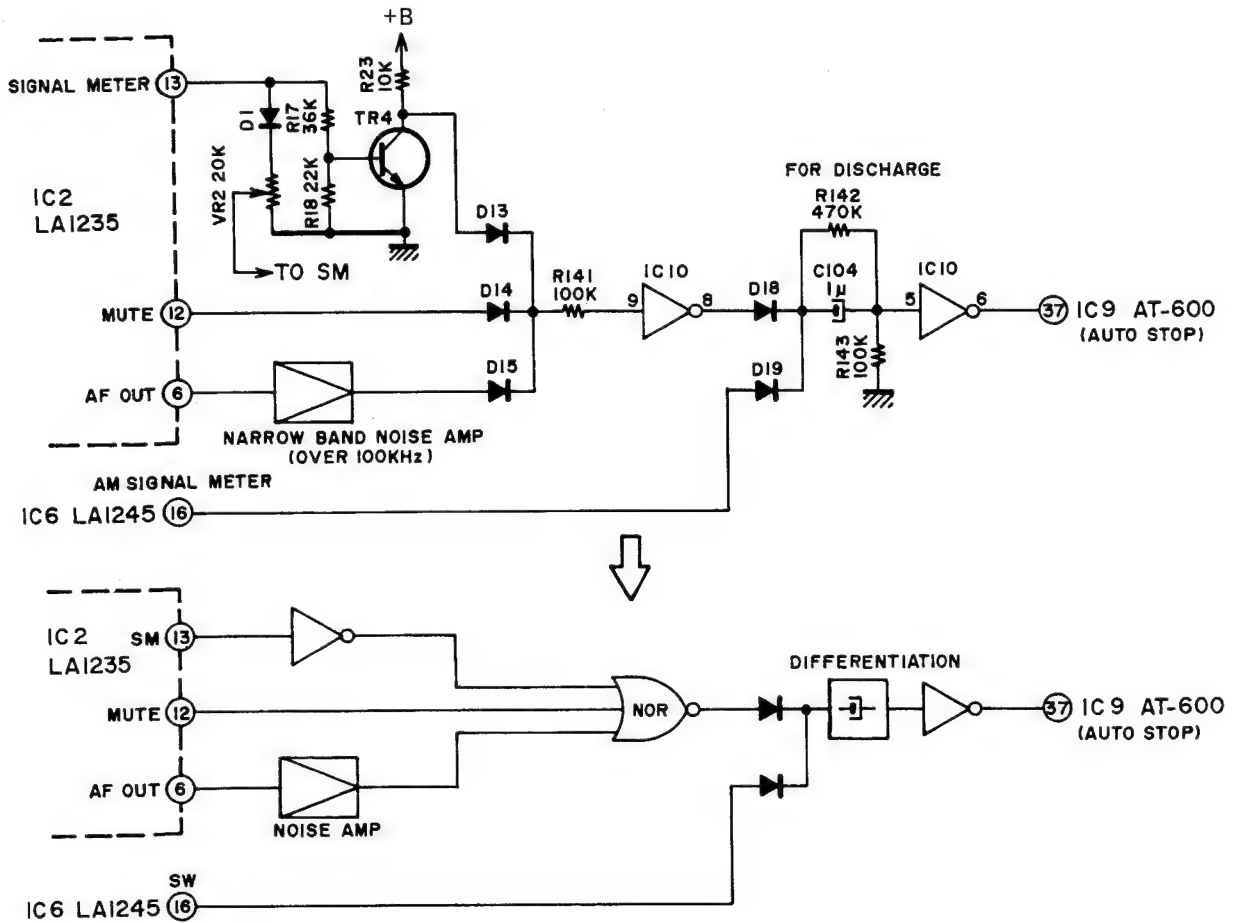 +B
SIGNAL METER 13
D1
R17 36K
R23 10K
TR4
IC2
LA1235
VR2 20K
R18 22K
TO SM
FOR DISCHARGE
R142
470K
D13
C104
1μ
R141
100K
IC10
9
8
D18
5
IC10
6
37 IC9 AT-600
(AUTO STOP)
MUTE 12
D14
R143
100K
AF OUT 6
D15
D19
NARROW BAND NOISE AMP
(OVER 100KHz)
AM SIGNAL METER
IC6 LA1245 16
IC2
LA1235
SM 13
DIFFERENTIATION
MUTE 12
NOR
37 IC9 AT-600
(AUTO STOP)
AF OUT 6
NOISE AMP
SW
IC6 LA1245 16